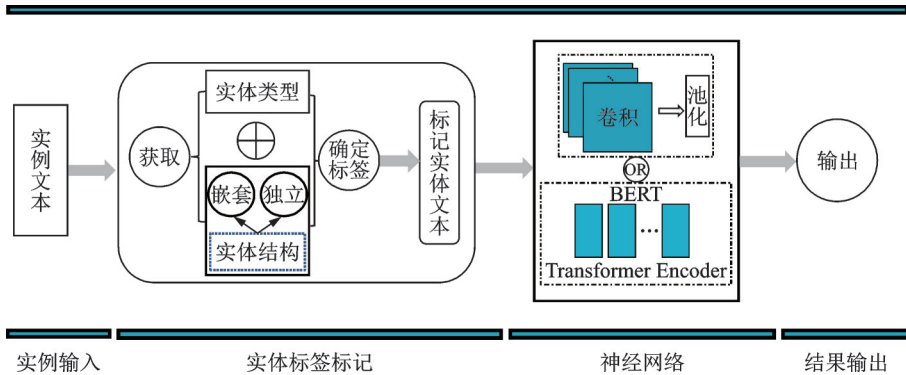 实例文本
获取
实体类型
嵌套
独立
实体结构
确定
标签
标记实体文本
卷积
池化
OR
BERT
...
Transformer Encoder
输出
实例输入
实体标签标记
神经网络
结果输出